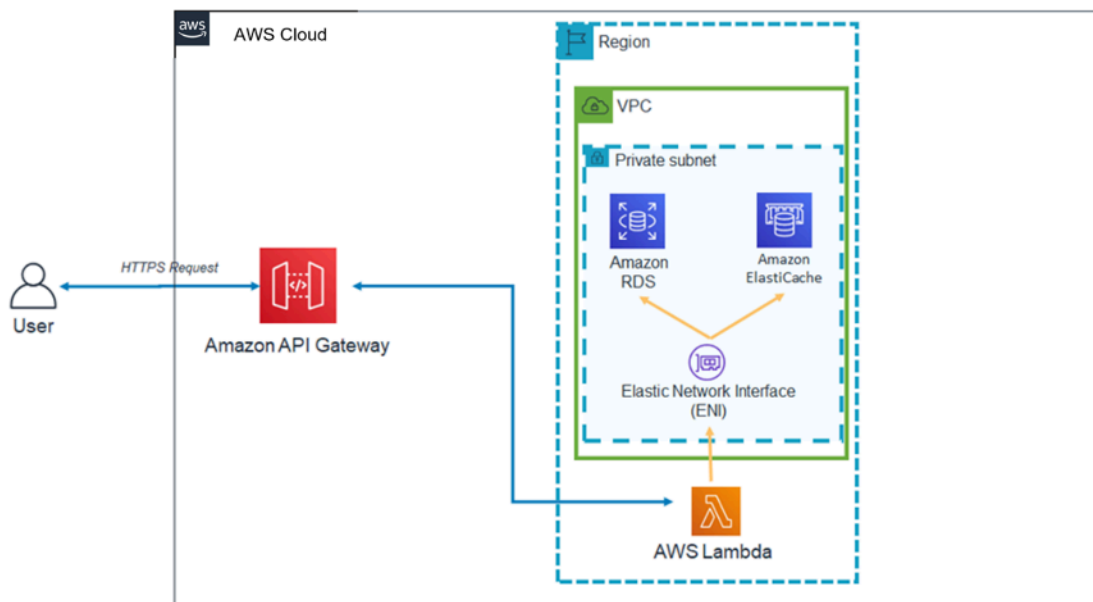 aws
AWS Cloud
Region
VPC
Private subnet
Amazon
RDS
Amazon
ElastiCache
HTTPS Request
User
Amazon API Gateway
Elastic Network Interface
(ENI)
AWS Lambda